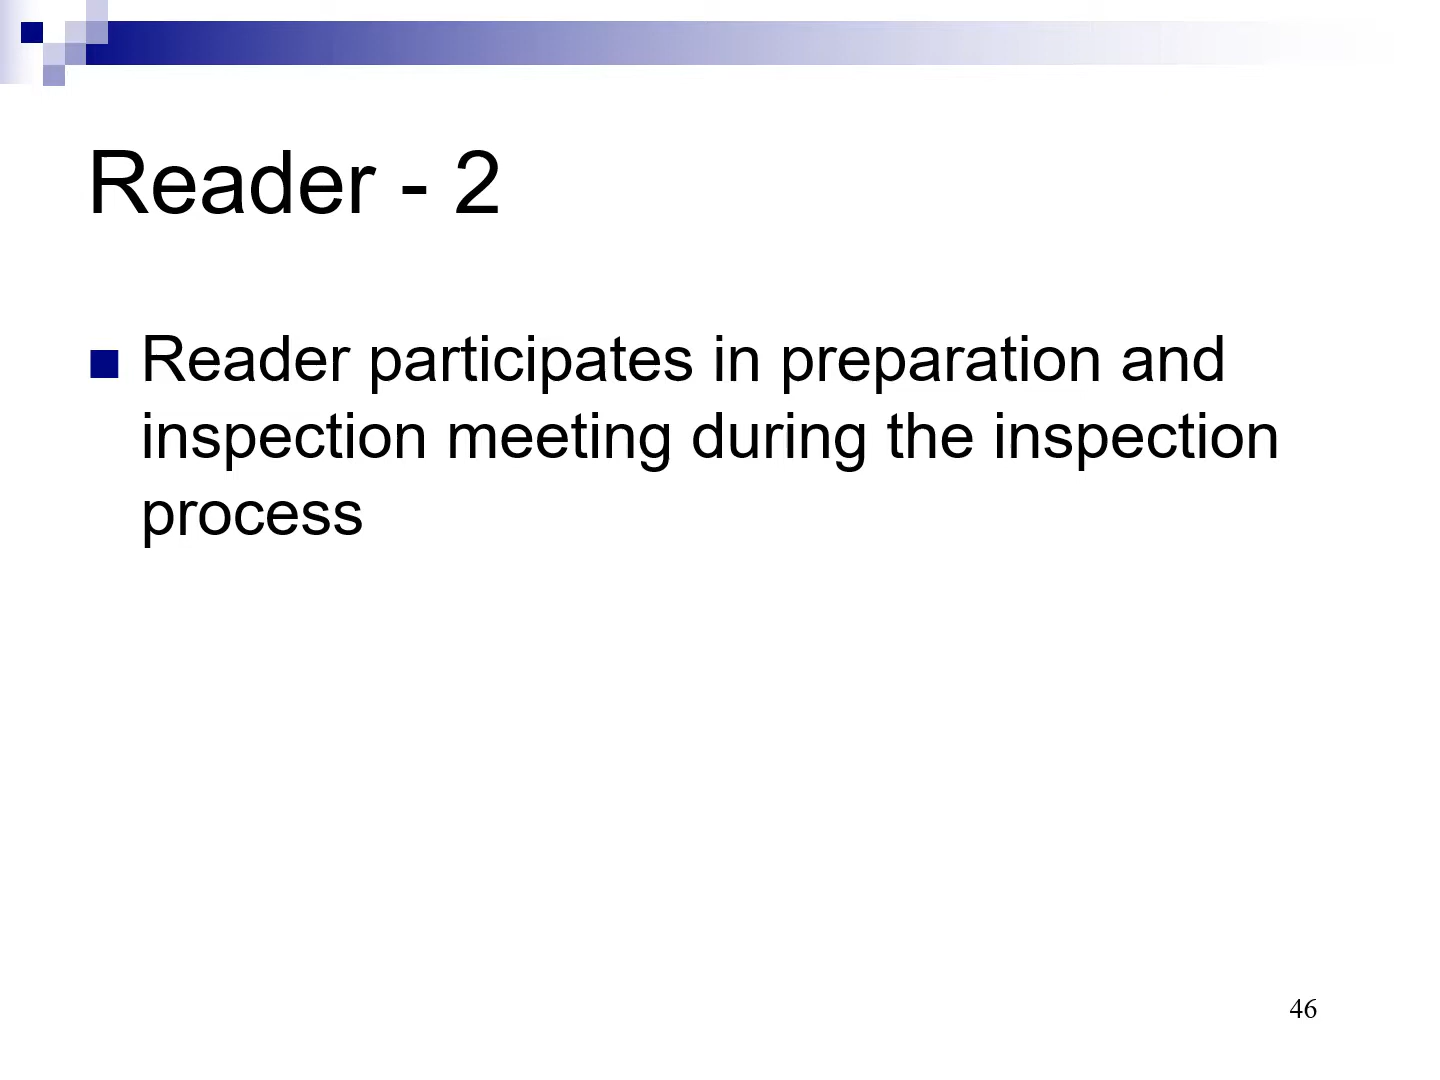 Reader - 2
Reader participates in preparation and
inspection meeting during the inspection
process
46